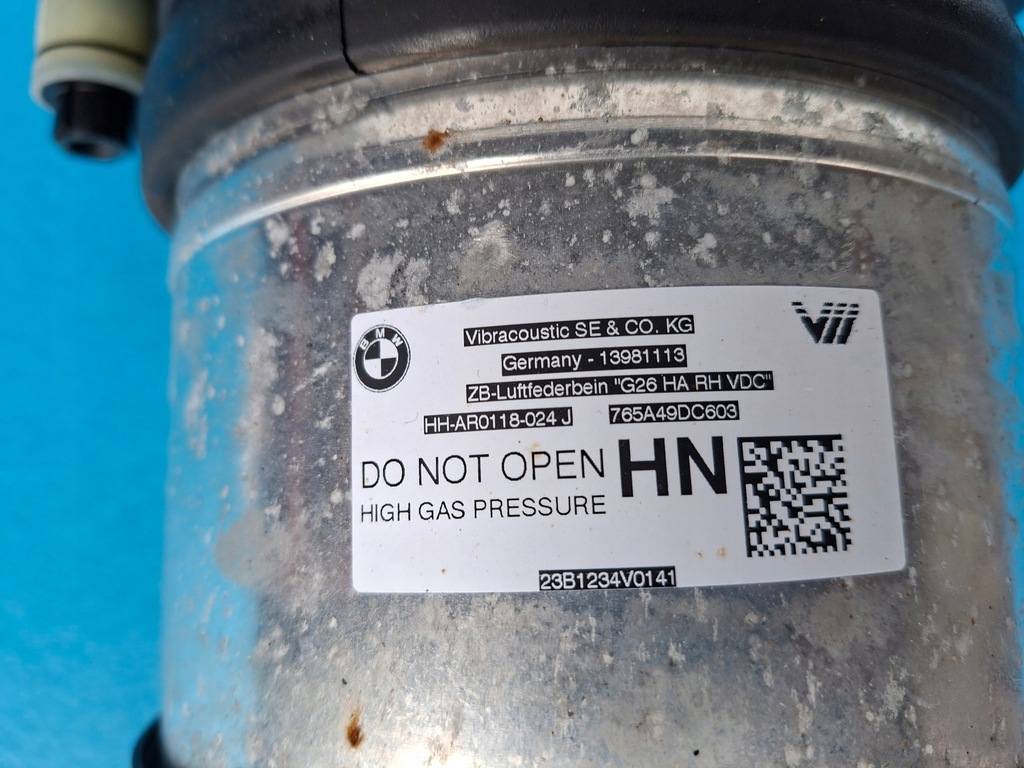 BMW
Vibracoustic SE & CO. KG
Germany - 13981113
ZB-Luftfederbein "G26 HA RH VDC"
HH-AR0118-024 J 765A49DC603
DO NOT OPEN HN
HIGH GAS PRESSURE
23B1234V0141